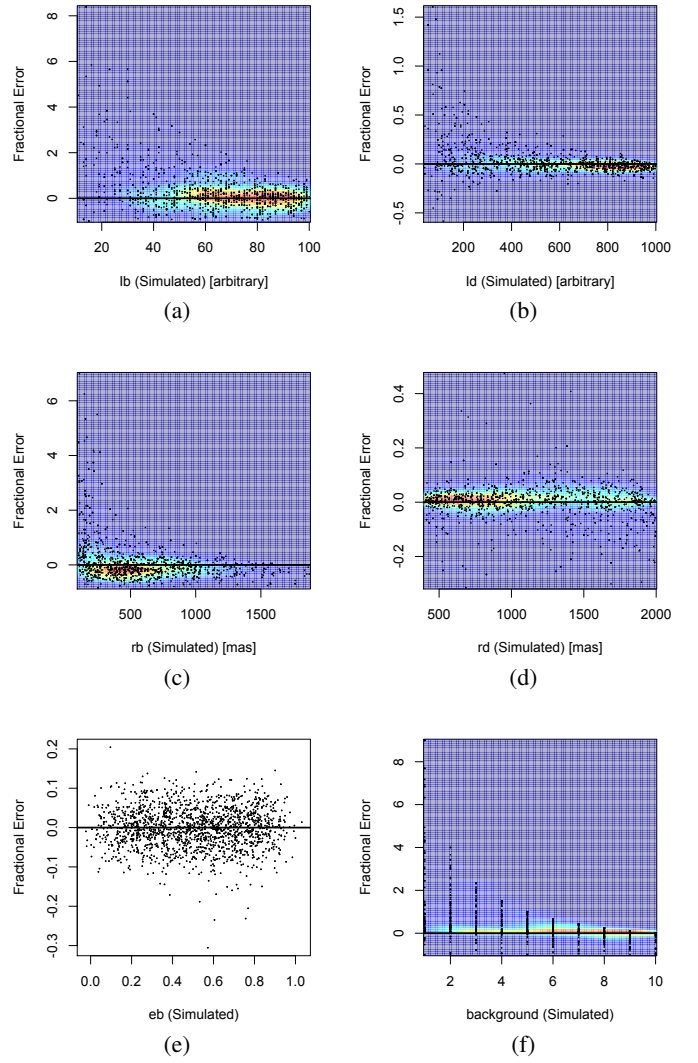 8
6
4
2
0
Fractional Error
20 40 60 80 100
Ib (Simulated) [arbitrary]
(a)
1.5
1.0
0.5
0.0
-0.5
Fractional Error
200 400 600 800 1000
Id (Simulated) [arbitrary]
(b)
6
4
2
0
Fractional Error
500 1000 1500
rb (Simulated) [mas]
(c)
0.4
0.2
0.0
-0.2
Fractional Error
500 1000 1500 2000
rd (Simulated) [mas]
(d)
0.2
0.1
0.0
-0.1
-0.2
-0.3
Fractional Error
0.0 0.2 0.4 0.6 0.8 1.0
eb (Simulated)
(e)
8
6
4
2
0
Fractional Error
2 4 6 8 10
background (Simulated)
(f)